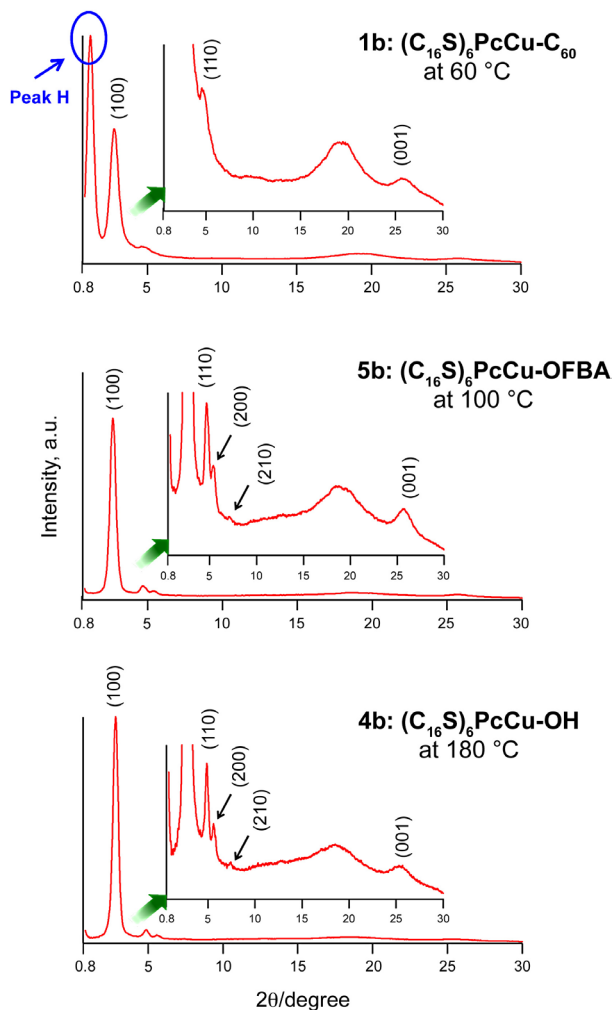 1b: (C₁₆S)₆PcCu-C₆₀
at 60 °C
Peak H
(100)
(110)
(001)
0.8 5 10 15 20 25 30
0.8 5 10 15 20 25 30
5b: (C₁₆S)₆PcCu-OFBA
at 100 °C
Intensity, a.u.
(100)
(110)
(200)
(210)
(001)
0.8 5 10 15 20 25 30
0.8 5 10 15 20 25 30
4b: (C₁₆S)₆PcCu-OH
at 180 °C
(100)
(110)
(200)
(210)
(001)
0.8 5 10 15 20 25 30
0.8 5 10 15 20 25 30
2θ/degree